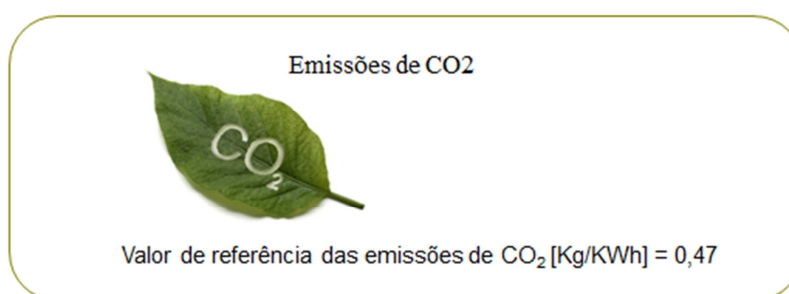 Emissões de CO2
CO₂
Valor de referência das emissões de CO₂ [Kg/KWh] = 0,47